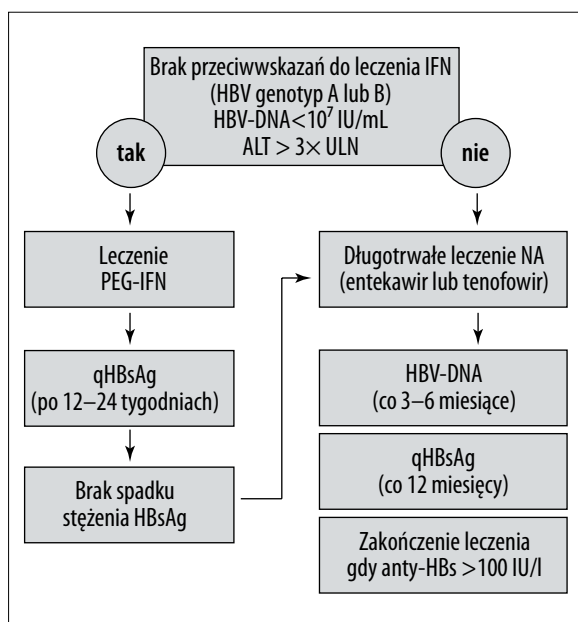 Brak przeciwwskazań do leczenia IFN
(HBV genotyp A lub B)
HBV-DNA<10⁷ IU/mL
ALT > 3× ULN
tak
nie
Leczenie
PEG-IFN
qHBsAg
(po 12–24 tygodniach)
Brak spadku
stężenia HBsAg
Długotrwałe leczenie NA
(entekawir lub tenofowir)
HBV-DNA
(co 3–6 miesiące)
qHBsAg
(co 12 miesięcy)
Zakończenie leczenia
gdy anty-HBs >100 IU/l